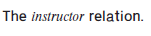 The instructor relation.